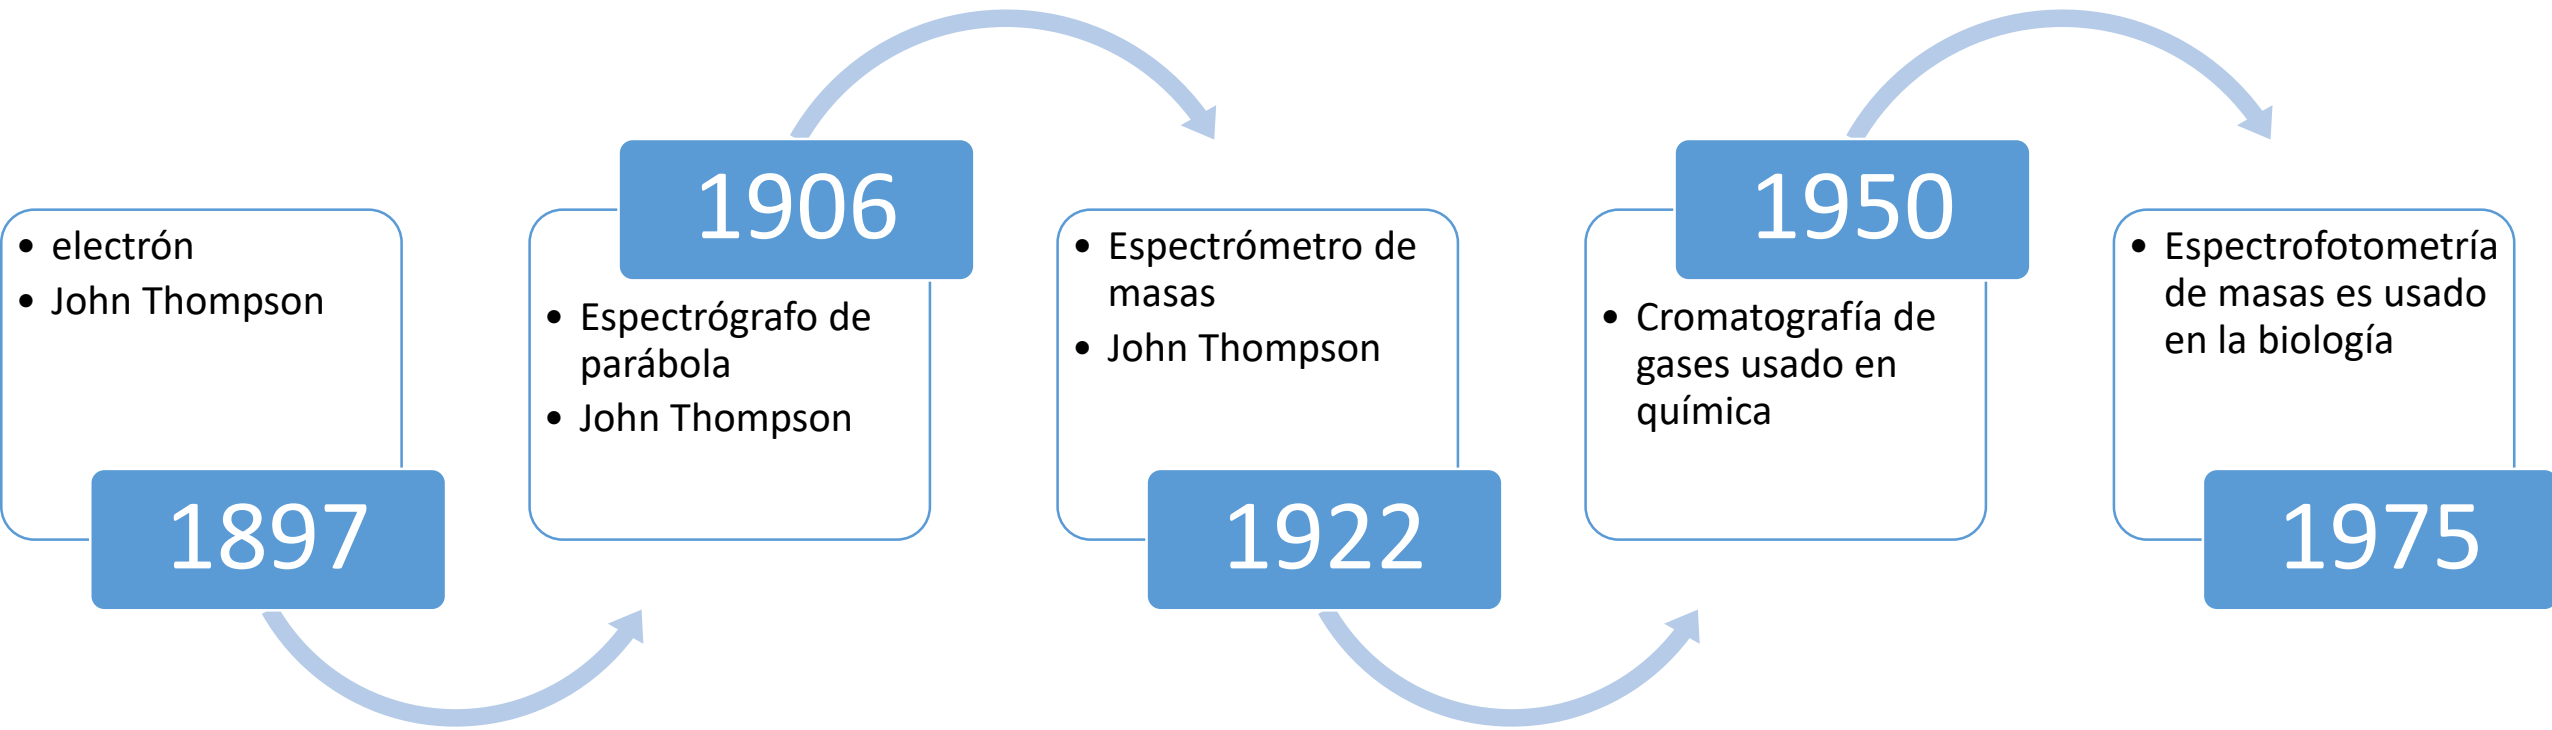 • electrón
• John Thompson
1897
1906
• Espectrógrafo de
parábola
• John Thompson
• Espectrómetro de
masas
• John Thompson
1922
1950
• Cromatografía de
gases usado en
química
• Espectrofotometría
de masas es usado
en la biología
1975